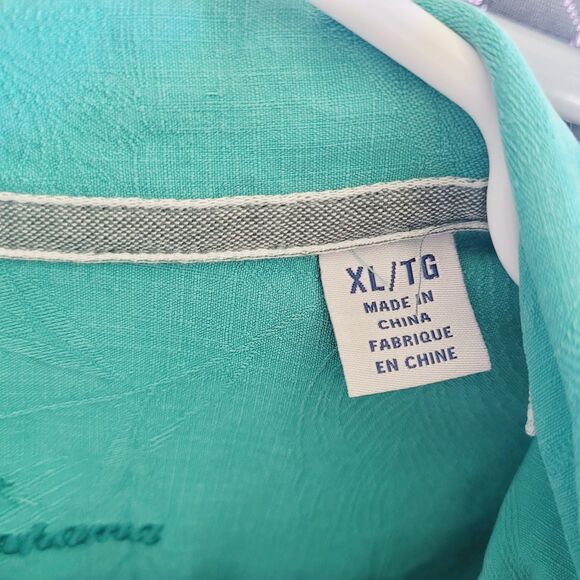 XL/TG
MADE IN
CHINA
FABRIQUE
EN CHINE